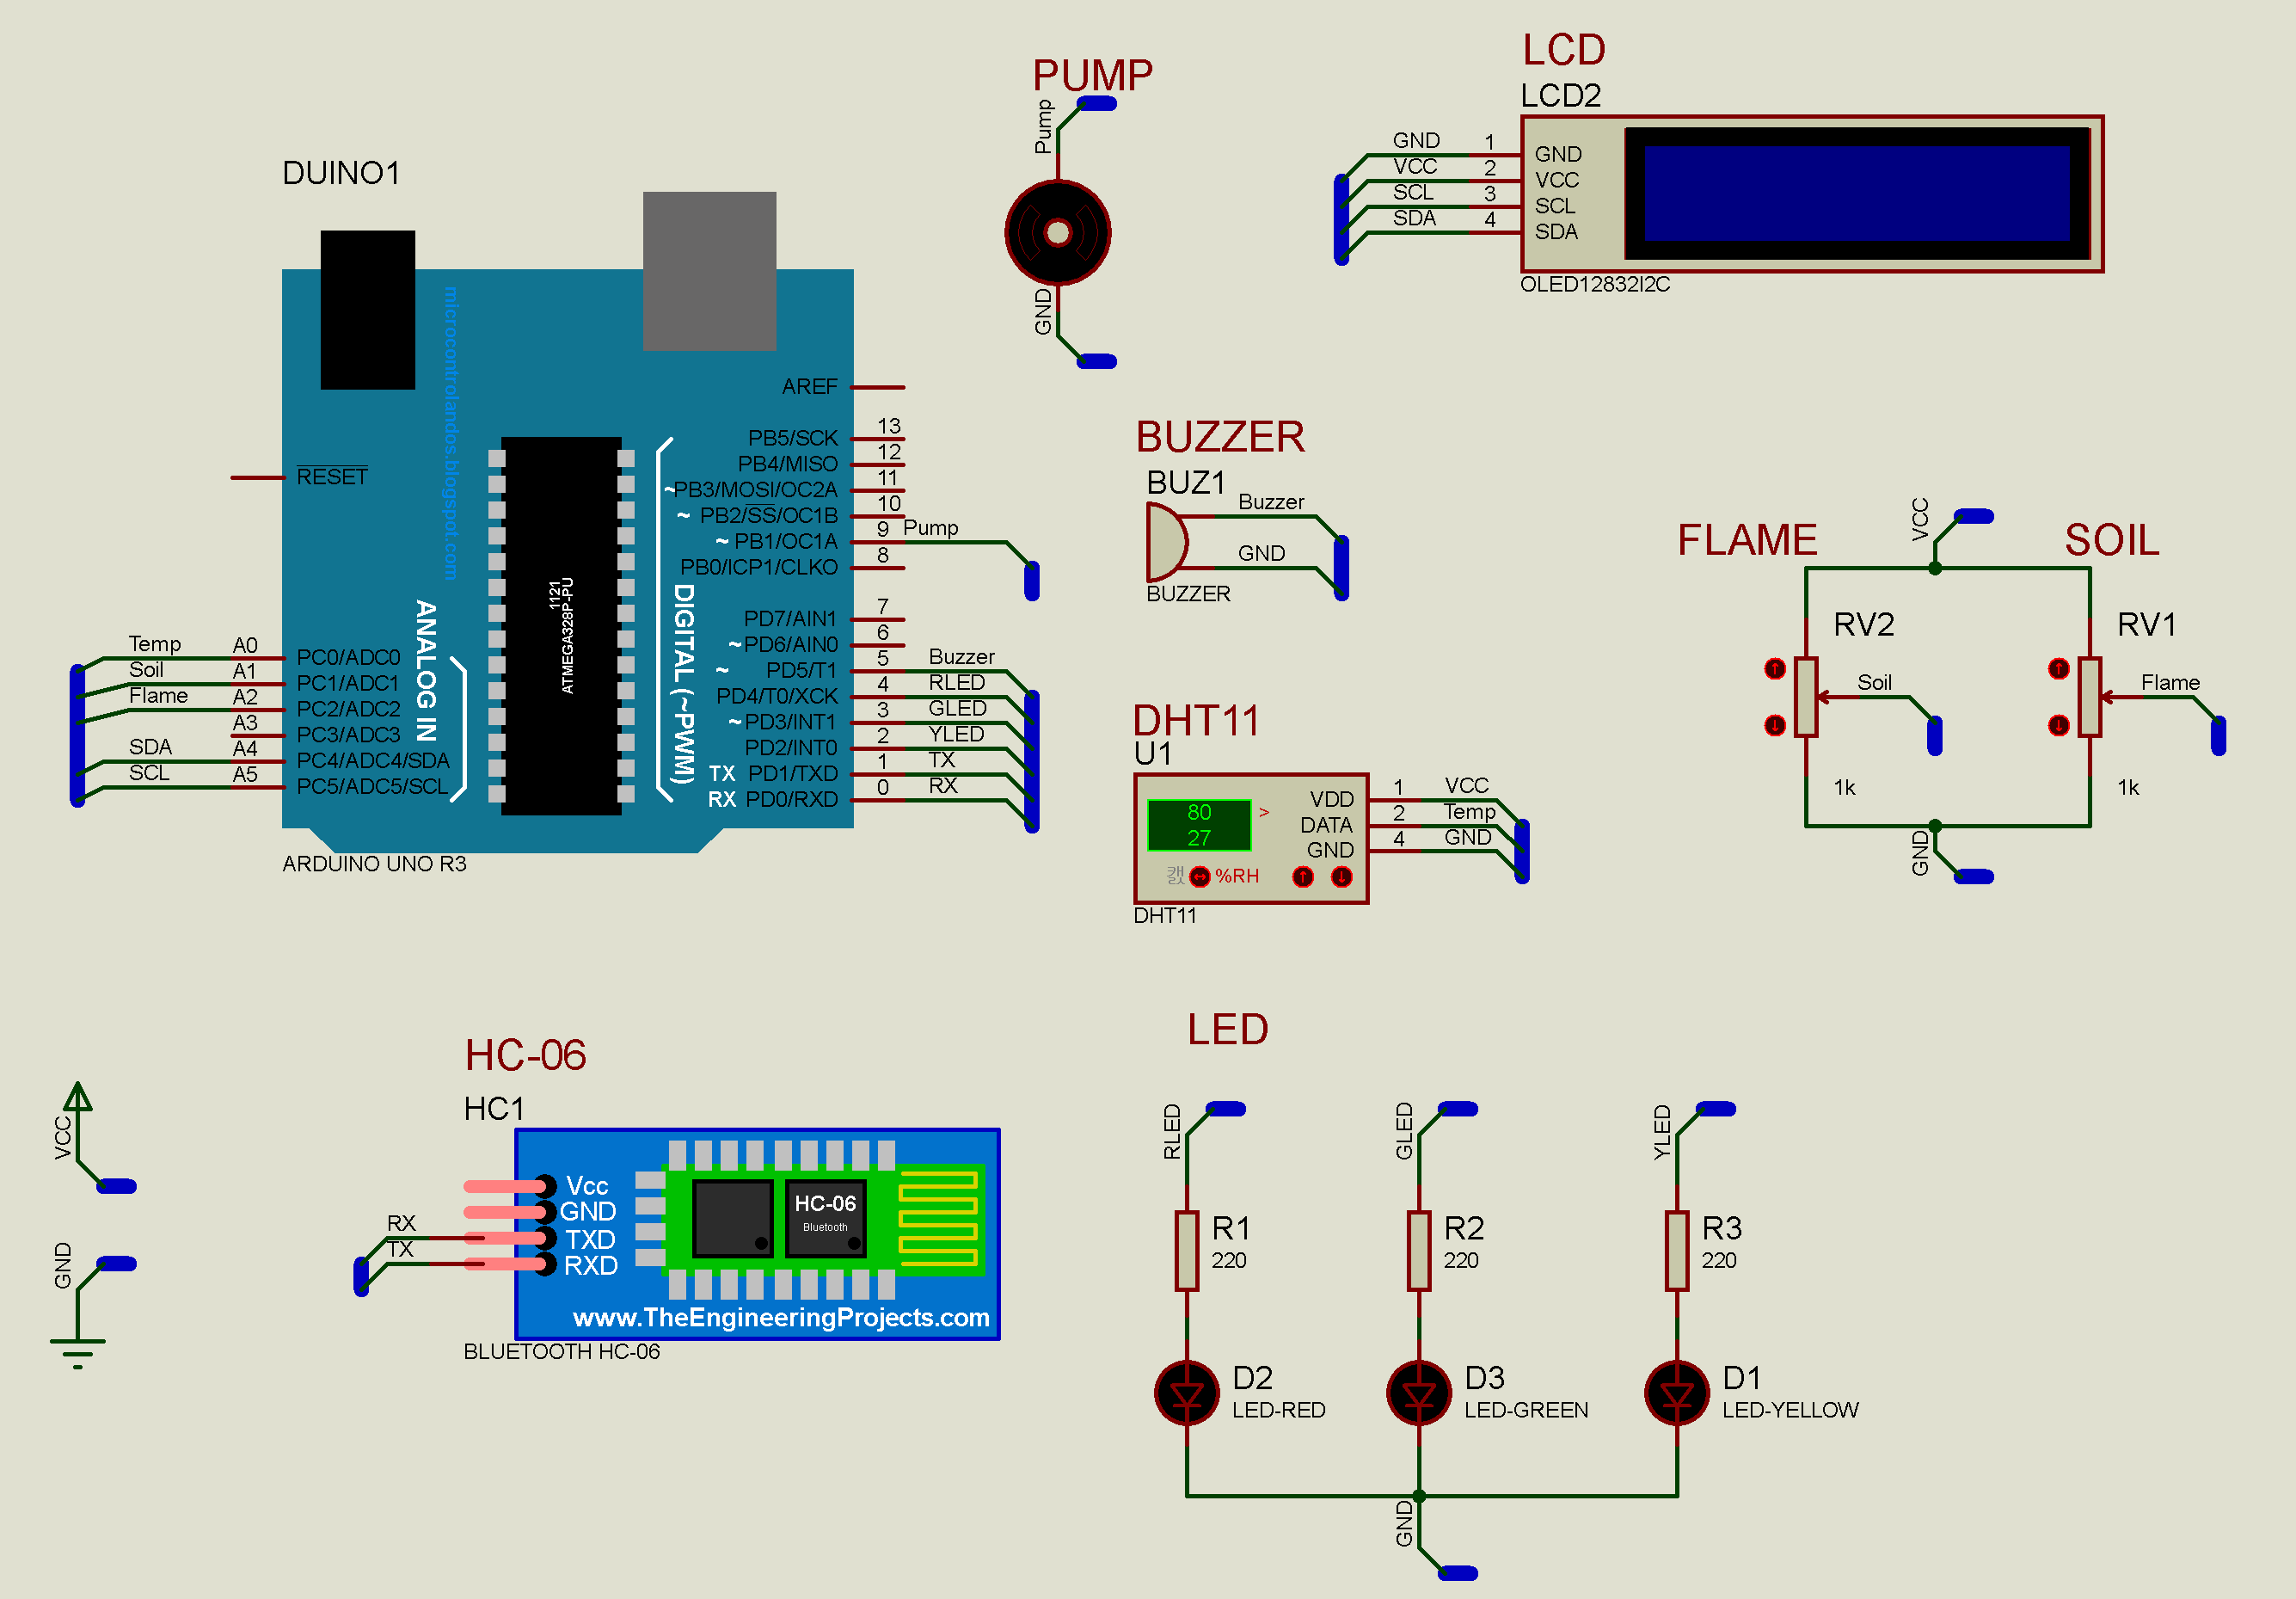 PUMP
Pump
GND
LCD
LCD2
GND 1 GND
VCC 2 VCC
SCL 3 SCL
SDA 4 SDA
OLED12832I2C
DUINO1
microcontrolandos.blogspot.com
RESET
AREF
PB5/SCK 13
PB4/MISO 12
~PB3/MOSI/OC2A 11
~ PB2/SS/OC1B 10
~ PB1/OC1A 9 Pump
PB0/ICP1/CLKO 8
PD7/AIN1 7
~PD6/AIN0 6
~ PD5/T1 5 Buzzer
PD4/T0/XCK 4 RLED
~PD3/INT1 3 GLED
PD2/INT0 2 YLED
TX PD1/TXD 1 TX
RX PD0/RXD 0 RX
DIGITAL (~PWM)
1121
ATMEGA328P-PU
ANALOG IN
Temp A0 PC0/ADC0
Soil A1 PC1/ADC1
Flame A2 PC2/ADC2
A3 PC3/ADC3
SDA A4 PC4/ADC4/SDA
SCL A5 PC5/ADC5/SCL
ARDUINO UNO R3
BUZZER
BUZ1
Buzzer
GND
BUZZER
FLAME
VCC
SOIL
RV2
RV1
Soil
Flame
1k
1k
GND
DHT11
U1
80 >
27
VDD 1 VCC
DATA 2 Temp
GND 4 GND
%RH
DHT11
HC-06
HC1
Vcc
GND
RX TXD
TX RXD
HC-06
Bluetooth
www.TheEngineeringProjects.com
BLUETOOTH HC-06
VCC
GND
LED
RLED
GLED
YLED
R1
220
R2
220
R3
220
D2
LED-RED
D3
LED-GREEN
D1
LED-YELLOW
GND